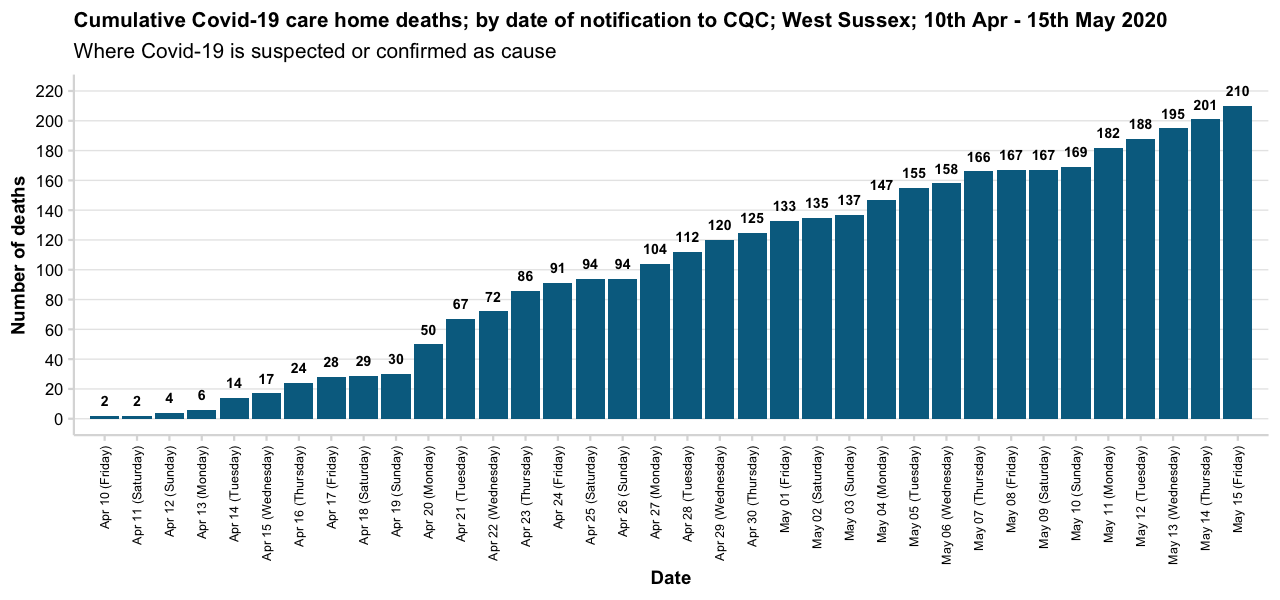 Cumulative Covid-19 care home deaths; by date of notification to CQC; West Sussex; 10th Apr - 15th May 2020
Where Covid-19 is suspected or confirmed as cause
Number of deaths
220
200
180
160
140
120
100
80
60
40
20
0
2
2
4
6
14
17
24
28
29
30
50
67
72
86
91
94
94
104
112
120
125
133
135
137
147
155
158
166
167
167
169
182
188
195
201
210
Apr 10 (Friday)
Apr 11 (Saturday)
Apr 12 (Sunday)
Apr 13 (Monday)
Apr 14 (Tuesday)
Apr 15 (Wednesday)
Apr 16 (Thursday)
Apr 17 (Friday)
Apr 18 (Saturday)
Apr 19 (Sunday)
Apr 20 (Monday)
Apr 21 (Tuesday)
Apr 22 (Wednesday)
Apr 23 (Thursday)
Apr 24 (Friday)
Apr 25 (Saturday)
Apr 26 (Sunday)
Apr 27 (Monday)
Apr 28 (Tuesday)
Apr 29 (Wednesday)
Apr 30 (Thursday)
May 01 (Friday)
May 02 (Saturday)
May 03 (Sunday)
May 04 (Monday)
May 05 (Tuesday)
May 06 (Wednesday)
May 07 (Thursday)
May 08 (Friday)
May 09 (Saturday)
May 10 (Sunday)
May 11 (Monday)
May 12 (Tuesday)
May 13 (Wednesday)
May 14 (Thursday)
May 15 (Friday)
Date